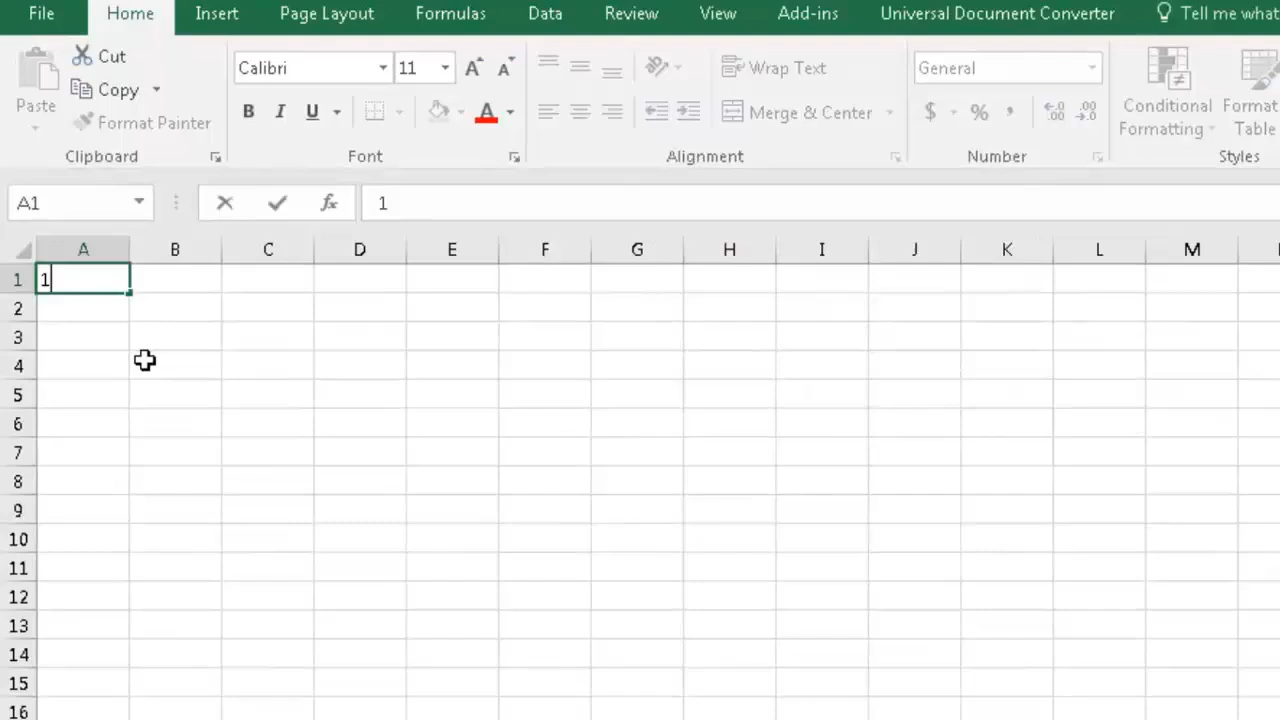 File Home Insert Page Layout Formulas Data Review View Add-ins Universal Document Converter Tell me what
Cut
Copy
Format Painter
Paste
Clipboard
Calibri 11
B I U A
Font
Wrap Text
Merge & Center
Alignment
General
$ % ,
Number
Conditional
Formatting
Format
Table
Styles
A1 fx 1
A B C D E F G H I J K L M
1 1
2
3
4
5
6
7
8
9
10
11
12
13
14
15
16